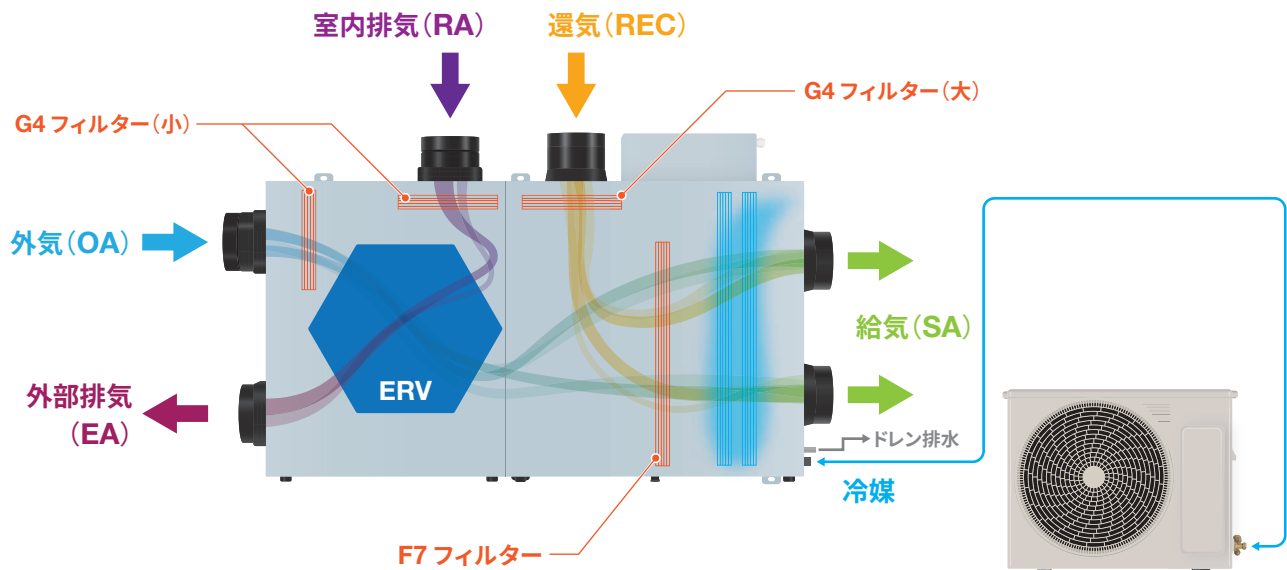 室内排気（RA）
還気（REC）
G4 フィルター（大）
G4 フィルター（小）
外気（OA）
給気（SA）
外部排気
（EA）
ERV
ドレン排水
冷媒
F7 フィルター